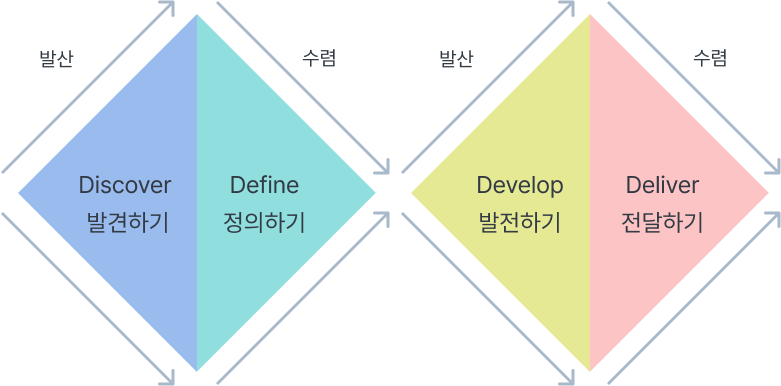 발산
수렴
발산
수렴
Discover
발견하기
Define
정의하기
Develop
발전하기
Deliver
전달하기